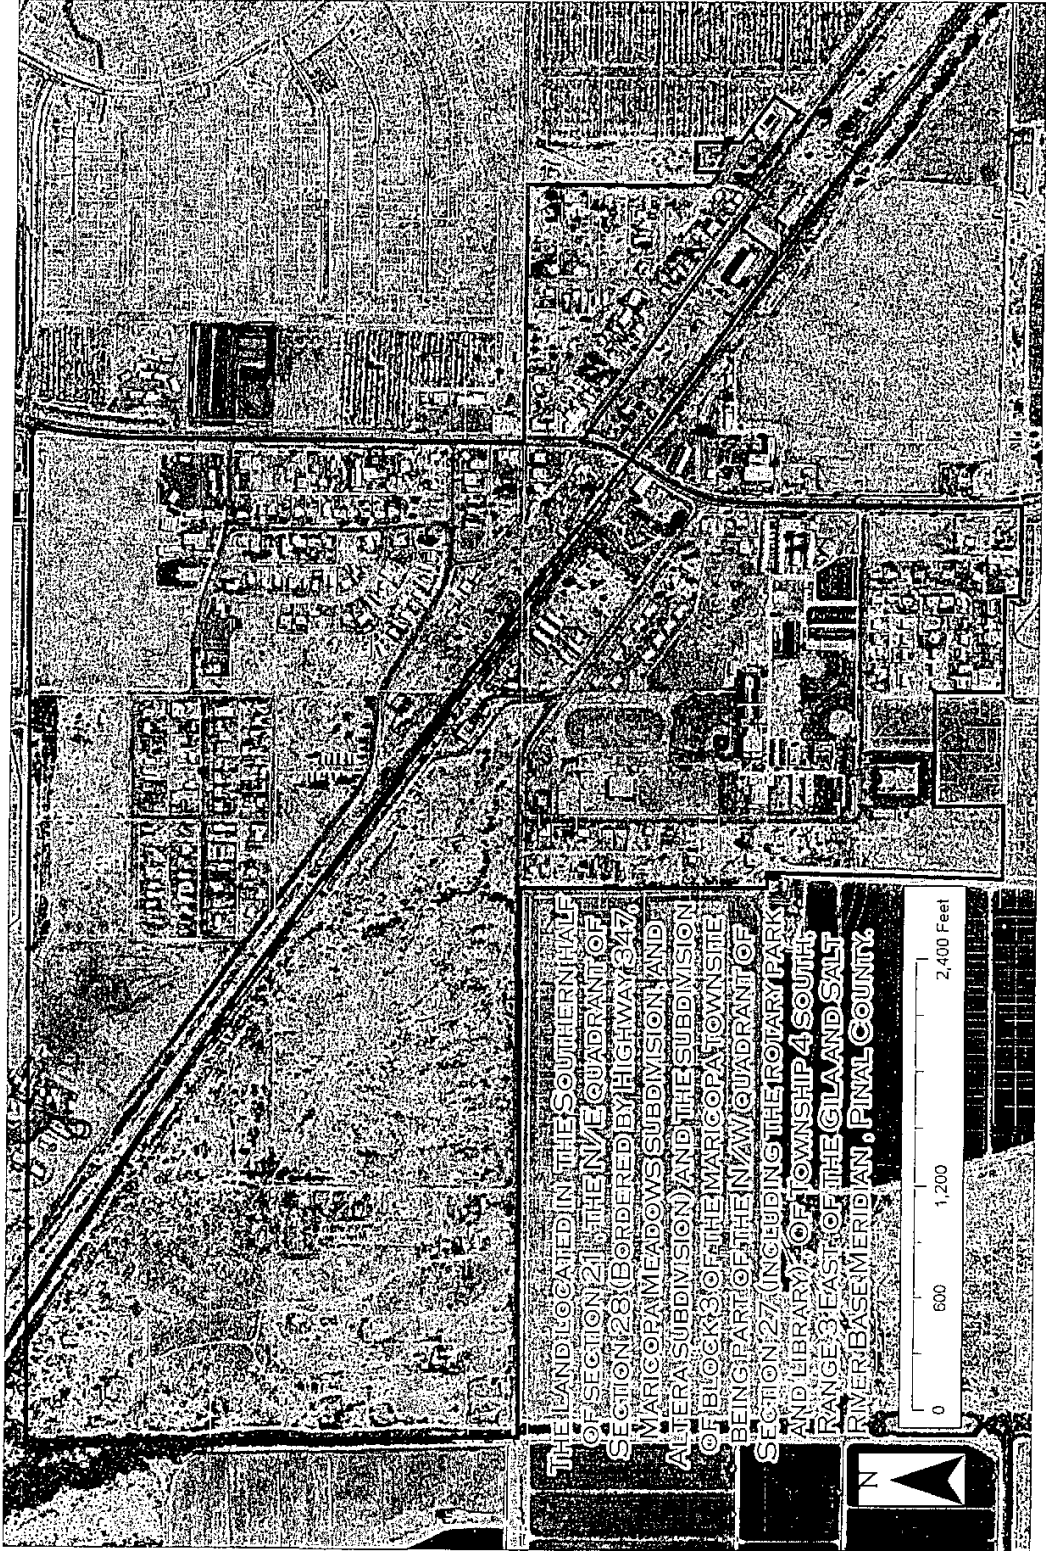 THE LAND LOCATED IN THE SOUTHERN HALF
OF SECTION 21, THE N/E QUADRANT OF
SECTION 28 (BORDERED BY HIGHWAY 347,
MARICOPA MEADOWS SUBDIVISION, AND
ALTERA SUBDIVISION) AND THE SUBDIVISION
OF BLOCK 3 OF THE MARICOPA TOWNSITE
BEING PART OF THE N/W QUADRANT OF
SECTION 27 (INCLUDING THE ROTARY PARK
AND LIBRARY), OF TOWNSHIP 4 SOUTH,
RANGE 3 EAST OF THE GILA AND SALT
RIVER BASE MERIDIAN, PINAL COUNTY.
0 600 1,200 2,400 Feet
N